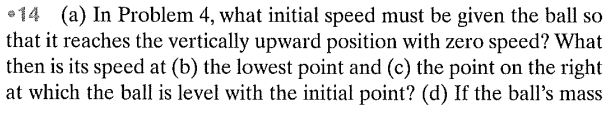 •14 (a) In Problem 4, what initial speed must be given the ball so
that it reaches the vertically upward position with zero speed? What
then is its speed at (b) the lowest point and (c) the point on the right
at which the ball is level with the initial point? (d) If the ball's mass